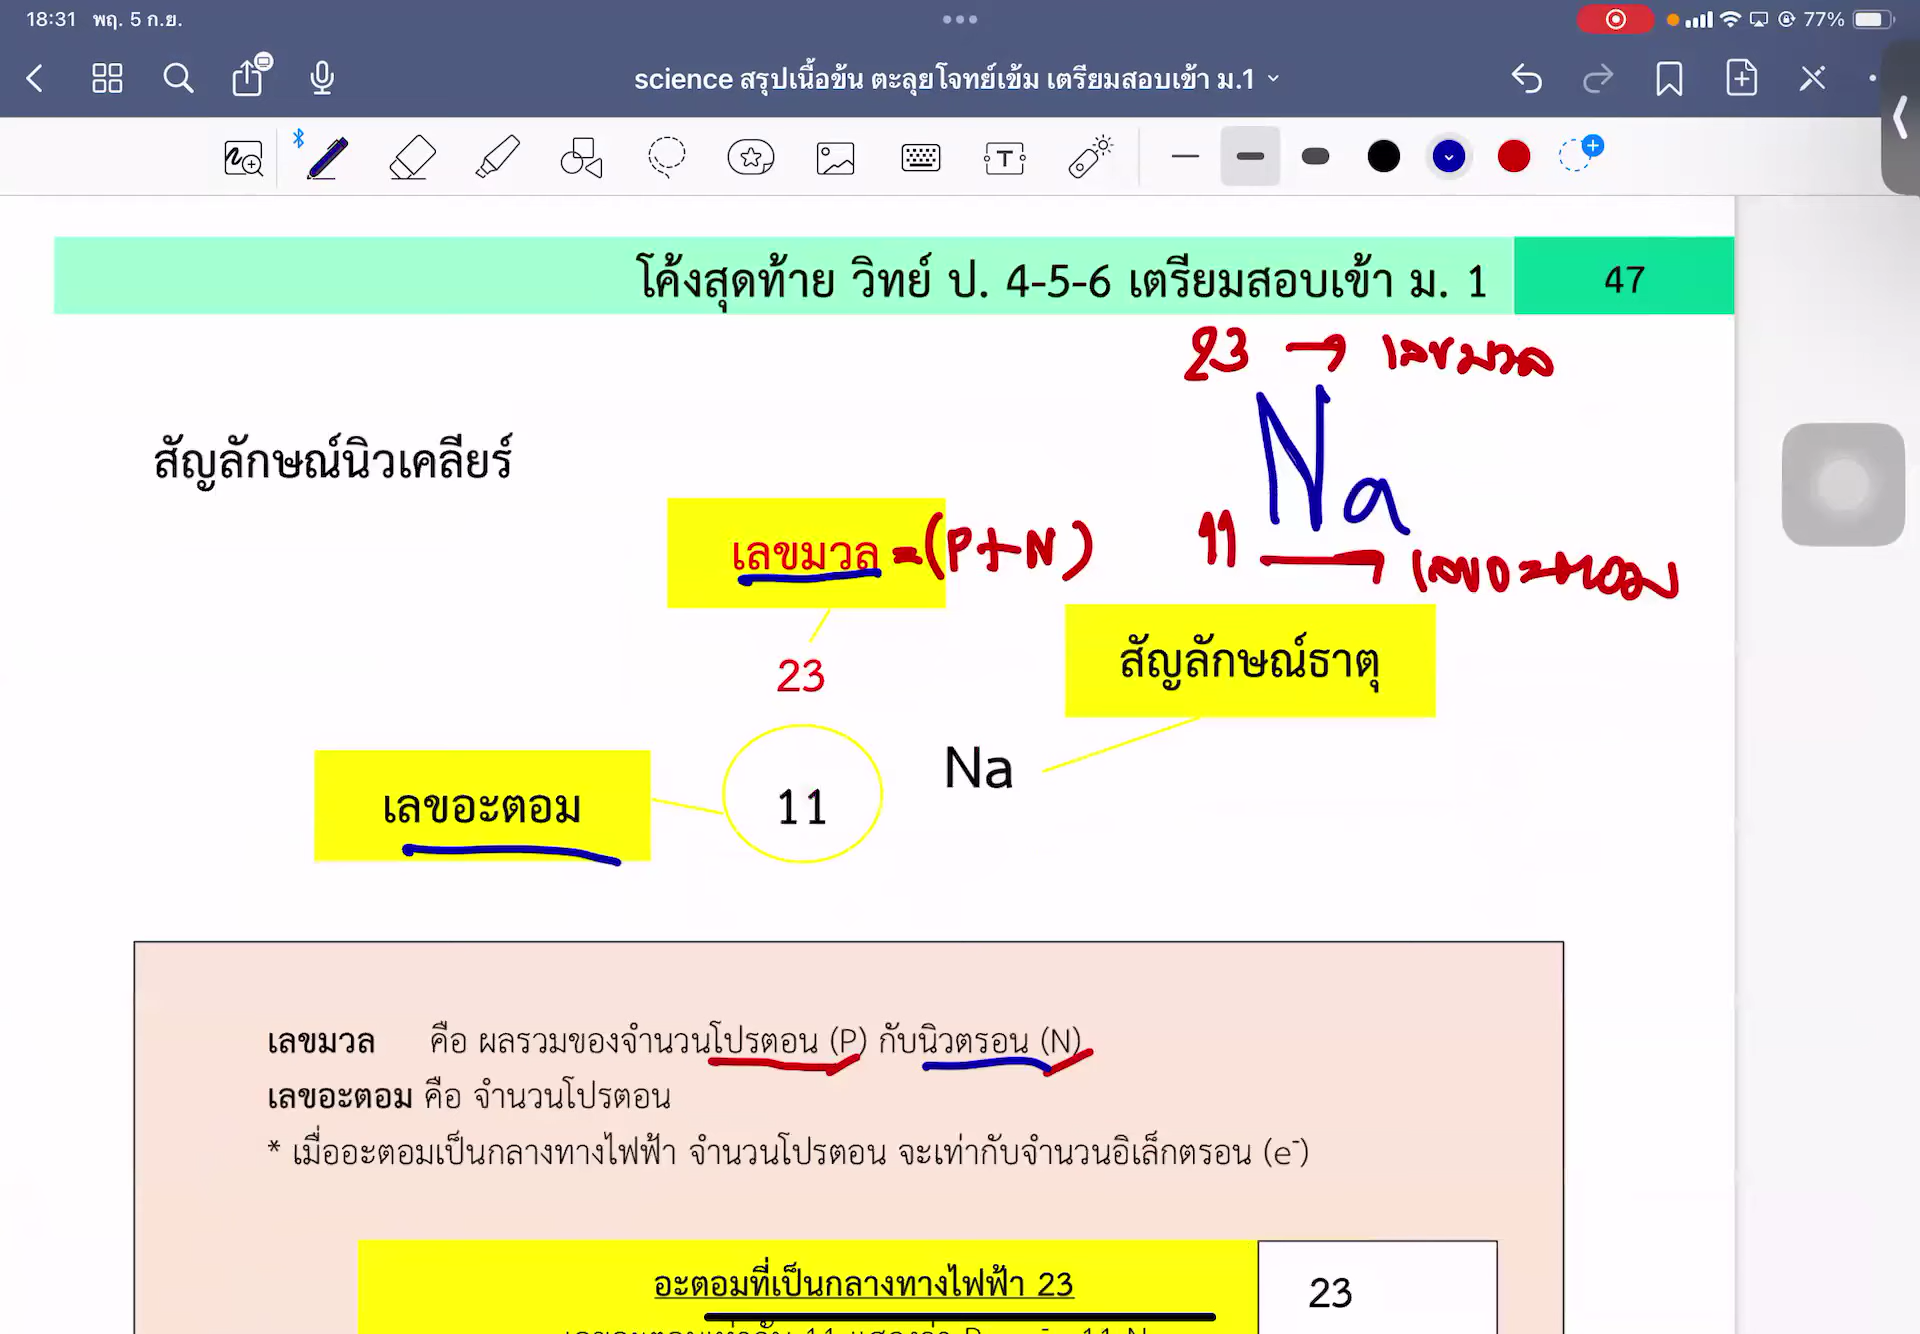 18:31 พฤ. 5 ก.ย.
77%
science สรุปเนื้อข้น ตะลุยโจทย์เข้ม เตรียมสอบเข้า ม.1
โค้งสุดท้าย วิทย์ ป. 4-5-6 เตรียมสอบเข้า ม. 1
47
23 → เลขมวล
Na
11 → เลขอะตอม
สัญลักษณ์นิวเคลียร์
เลขมวล = (P+N)
สัญลักษณ์ธาตุ
23
Na
เลขอะตอม
11
เลขมวล คือ ผลรวมของจำนวนโปรตอน (P) กับนิวตรอน (N)
เลขอะตอม คือ จำนวนโปรตอน
* เมื่ออะตอมเป็นกลางทางไฟฟ้า จำนวนโปรตอน จะเท่ากับจำนวนอิเล็กตรอน (e⁻)
อะตอมที่เป็นกลางทางไฟฟ้า 23
23